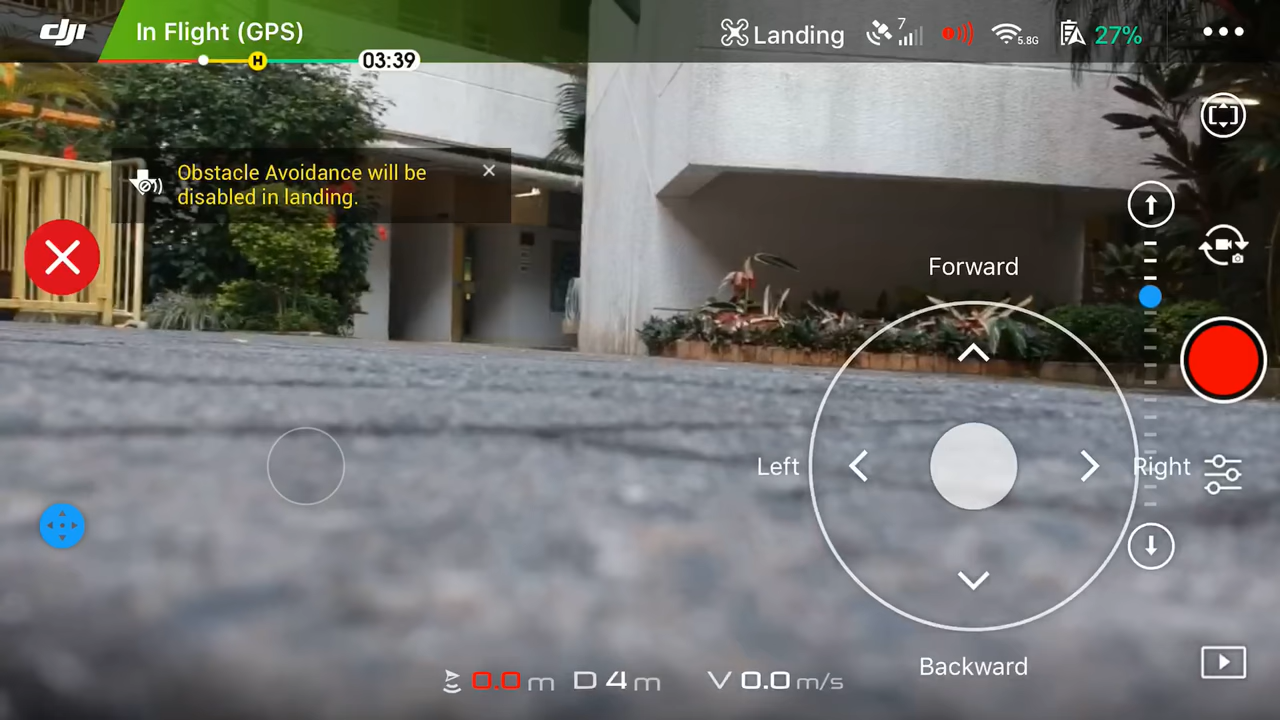 dji
In Flight (GPS)
Landing
7
5.8G
27%
H
03:39
Obstacle Avoidance will be
disabled in landing.
Forward
Left
Right
Backward
0.0 m D 4 m V 0.0 m/s